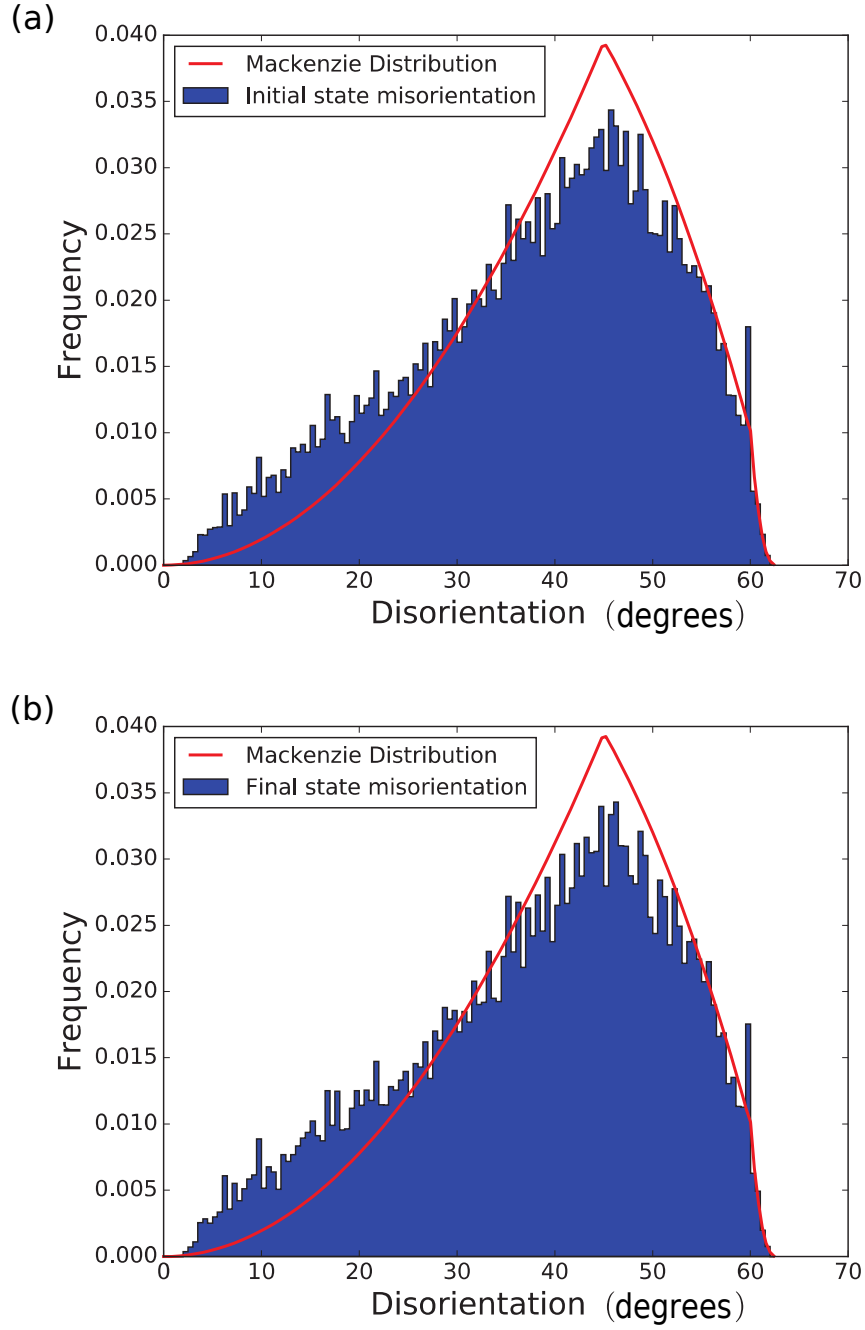 (a)
0.040
0.035
0.030
0.025
0.020
0.015
0.010
0.005
0.000
Frequency
Mackenzie Distribution
Initial state misorientation
0 10 20 30 40 50 60 70
Disorientation (degrees)
(b)
0.040
0.035
0.030
0.025
0.020
0.015
0.010
0.005
0.000
Frequency
Mackenzie Distribution
Final state misorientation
0 10 20 30 40 50 60 70
Disorientation (degrees)